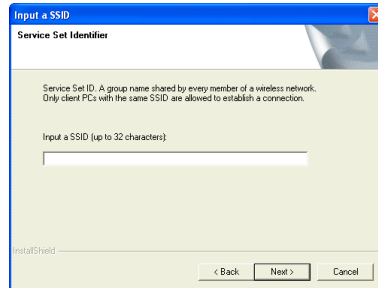 Input a SSID
Service Set Identifier
Service Set ID. A group name shared by every member of a wireless network.
Only client PCs with the same SSID are allowed to establish a connection.
Input a SSID (up to 32 characters):
InstallShield
< Back Next > Cancel